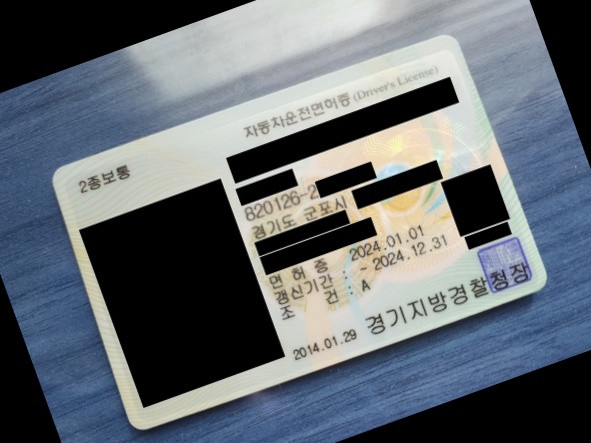 자동차운전면허증 (Driver's License)
2종보통
820126-2
경기도 군포시
면 허 증 2024.01.01
갱신기간 : ~ 2024.12.31
조 건 : A
2014.01.29 경기지방경찰청장